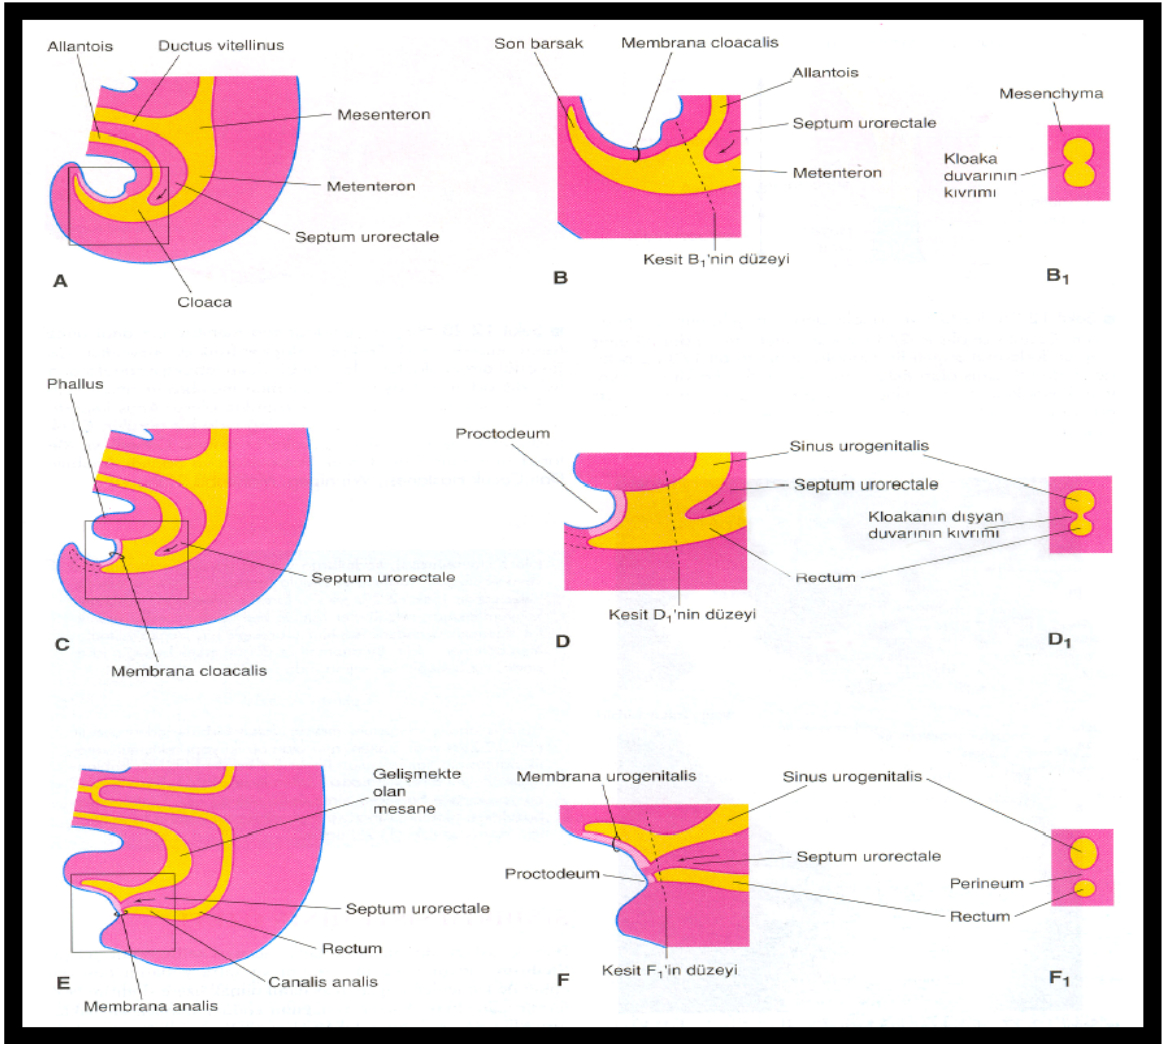 Allantois
Ductus vitellinus
Mesenteron
Metenteron
Septum urorectale
Cloaca
A
Son barsak
Membrana cloacalis
Allantois
Septum urorectale
Metenteron
Kesit B₁'nin düzeyi
B
Mesenchyma
Kloaka
duvarının
kıvrımı
B₁
Phallus
Septum urorectale
Membrana cloacalis
C
Proctodeum
Sinus urogenitalis
Septum urorectale
Kloakanın dışyan
duvarının kıvrımı
Rectum
Kesit D₁'nin düzeyi
D
D₁
Gelişmekte
olan
mesane
Septum urorectale
Rectum
Canalis analis
Membrana analis
E
Membrana urogenitalis
Sinus urogenitalis
Septum urorectale
Proctodeum
Perineum
Rectum
Kesit F₁'in düzeyi
F
F₁